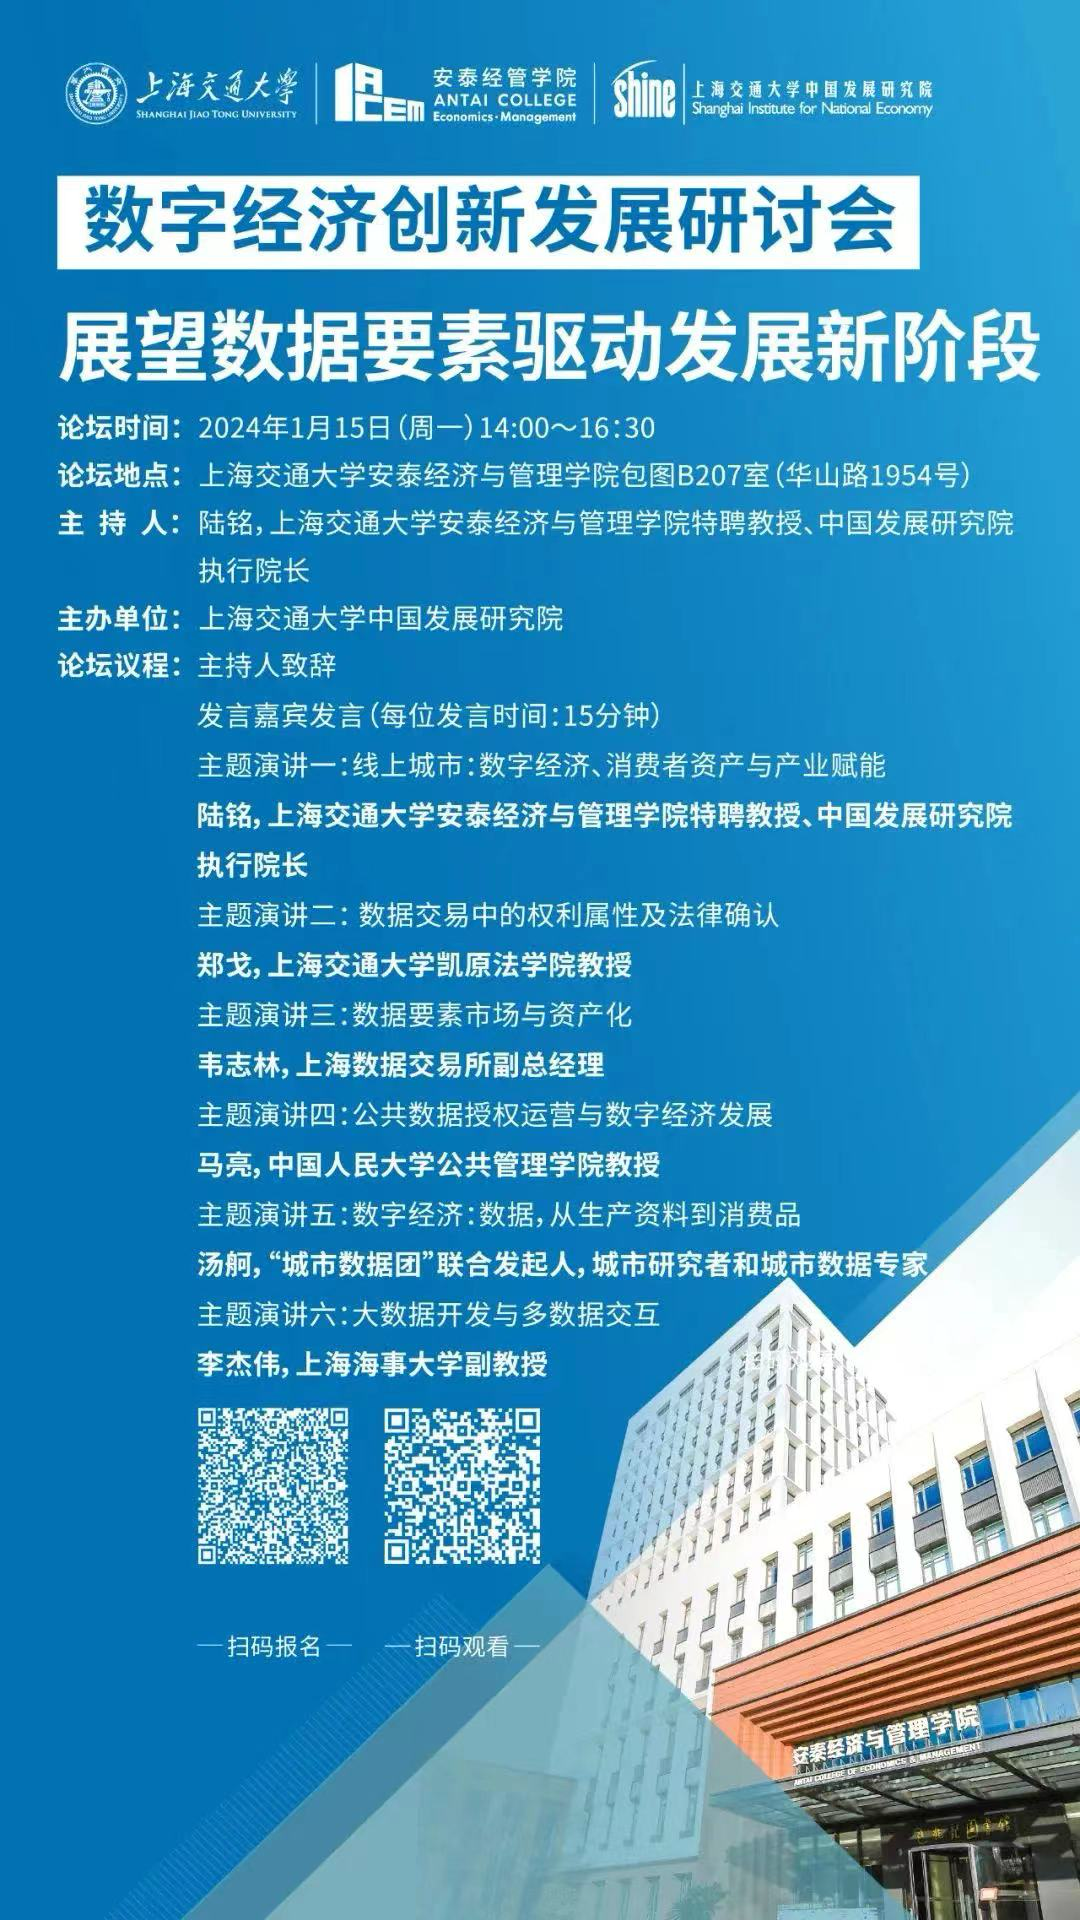 上海交通大学
SHANGHAI JIAO TONG UNIVERSITY
ACEM
安泰经管学院
ANTAI COLLEGE
Economics·Management
shine
上海交通大学中国发展研究院
Shanghai Institute for National Economy
数字经济创新发展研讨会
展望数据要素驱动发展新阶段
论坛时间：2024年1月15日（周一）14:00～16:30
论坛地点：上海交通大学安泰经济与管理学院包图B207室（华山路1954号）
主 持 人：陆铭，上海交通大学安泰经济与管理学院特聘教授、中国发展研究院
执行院长
主办单位：上海交通大学中国发展研究院
论坛议程：主持人致辞
发言嘉宾发言（每位发言时间：15分钟）
主题演讲一：线上城市：数字经济、消费者资产与产业赋能
陆铭，上海交通大学安泰经济与管理学院特聘教授、中国发展研究院
执行院长
主题演讲二：数据交易中的权利属性及法律确认
郑戈，上海交通大学凯原法学院教授
主题演讲三：数据要素市场与资产化
韦志林，上海数据交易所副总经理
主题演讲四：公共数据授权运营与数字经济发展
马亮，中国人民大学公共管理学院教授
主题演讲五：数字经济：数据，从生产资料到消费品
汤舸，“城市数据团”联合发起人，城市研究者和城市数据专家
主题演讲六：大数据开发与多数据交互
李杰伟，上海海事大学副教授
扫码报名
扫码观看
安泰经济与管理学院
ANTAI COLLEGE OF ECONOMICS & MANAGEMENT